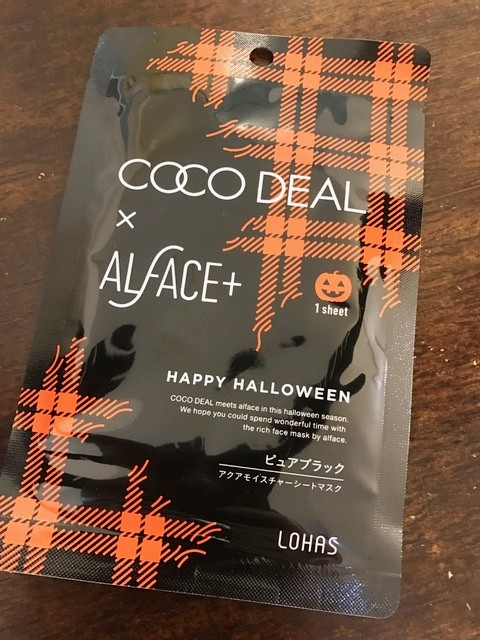 COCO DEAL
×
ALFACE+
1 sheet
HAPPY HALLOWEEN
COCO DEAL meets alface in this halloween season.
We hope you could spend wonderful time with
the rich face mask by alface.
ピュアブラック
アクアモイスチャーシートマスク
LOHAS